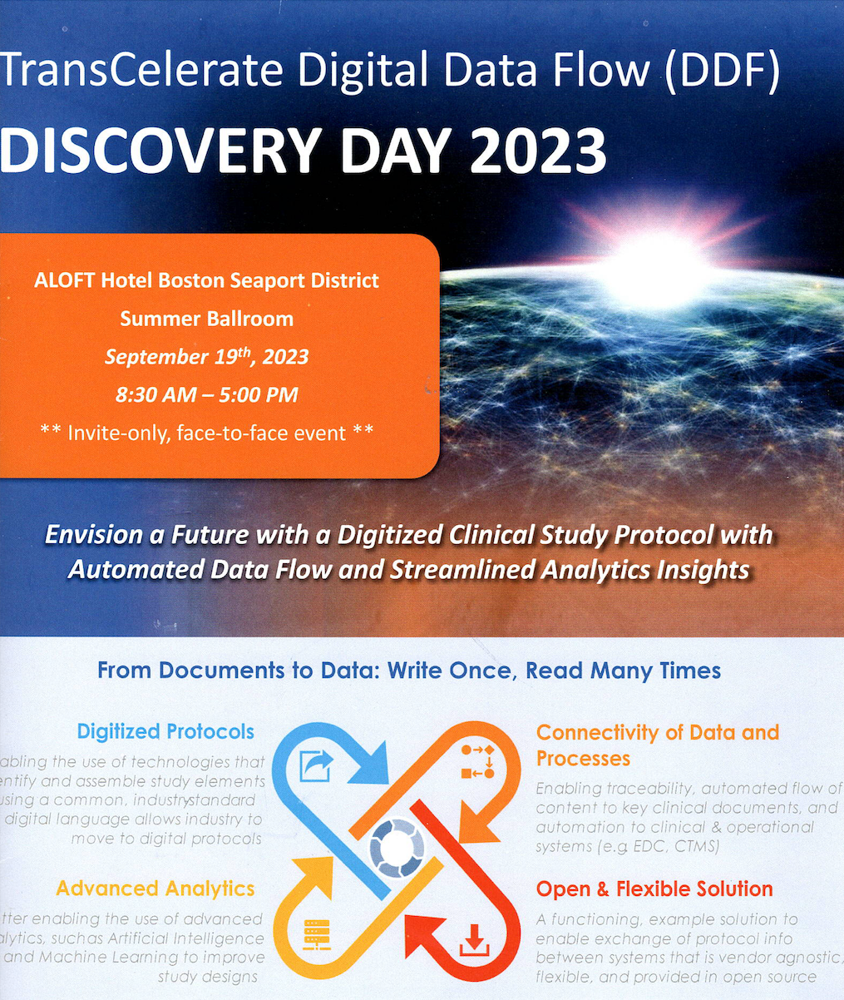 TransCelerate Digital Data Flow (DDF)
DISCOVERY DAY 2023
ALOFT Hotel Boston Seaport District
Summer Ballroom
September 19th, 2023
8:30 AM – 5:00 PM
** Invite-only, face-to-face event **
Envision a Future with a Digitized Clinical Study Protocol with
Automated Data Flow and Streamlined Analytics Insights
From Documents to Data: Write Once, Read Many Times
Digitized Protocols
abling the use of technologies that
entify and assemble study elements
using a common, industrystandard
digital language allows industry to
move to digital protocols
Connectivity of Data and
Processes
Enabling traceability, automated flow of
content to key clinical documents, and
automation to clinical & operational
systems (e.g. EDC, CTMS)
Advanced Analytics
tter enabling the use of advanced
alytics, suchas Artificial Intelligence
and Machine Learning to improve
study designs
Open & Flexible Solution
A functioning, example solution to
enable exchange of protocol info
between systems that is vendor agnostic,
flexible, and provided in open source